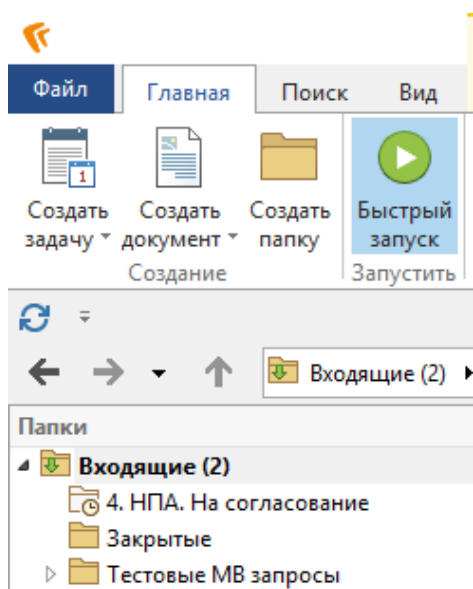 Файл Главная Поиск Вид
Создать Создать Создать Быстрый
задачу документ папку запуск
Создание Запустить
Входящие (2)
Папки
Входящие (2)
4. НПА. На согласование
Закрытые
Тестовые МВ запросы